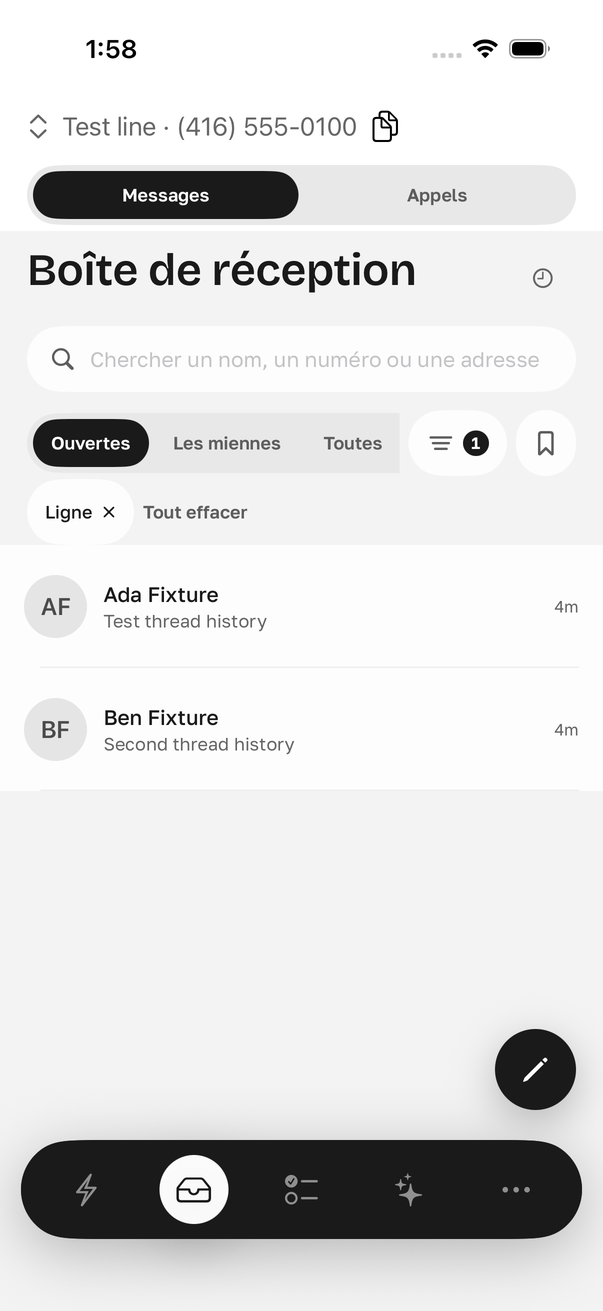 1:58
Test line · (416) 555-0100
Messages
Appels
Boîte de réception
Chercher un nom, un numéro ou une adresse
Ouvertes
Les miennes
Toutes
1
Ligne ×
Tout effacer
AF
Ada Fixture
Test thread history
4m
BF
Ben Fixture
Second thread history
4m